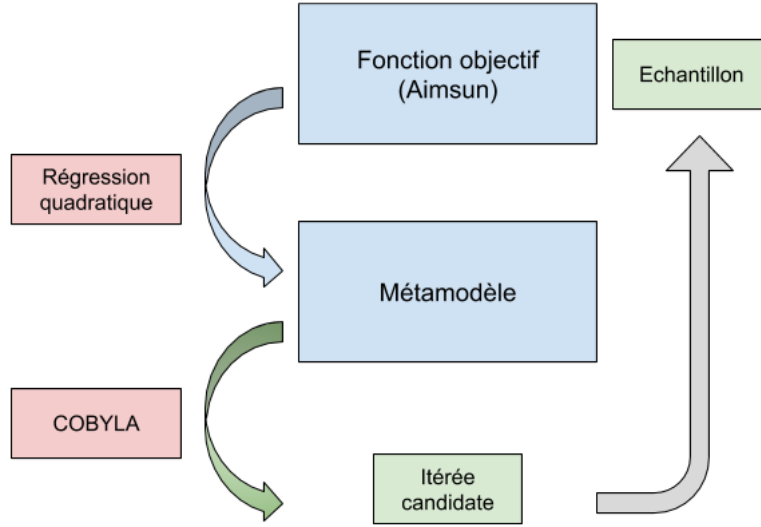 Fonction objectif
(Aimsun)
Echantillon
Régression
quadratique
Métamodèle
COBYLA
Itérée
candidate